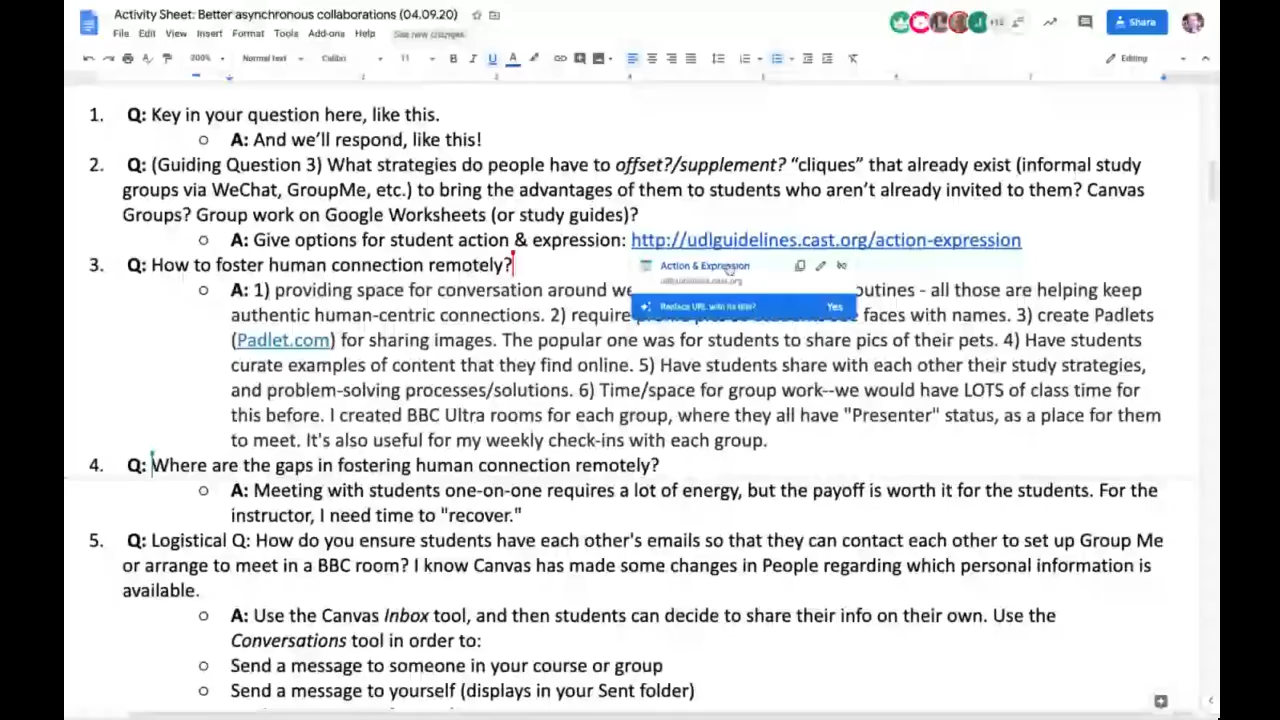 Activity Sheet: Better asynchronous collaborations (04.09.20)
File Edit View Insert Format Tools Add-ons Help See new changes
Share
200% Normal text Calibri 11 B I U A Editing
1. Q: Key in your question here, like this.
A: And we'll respond, like this!
2. Q: (Guiding Question 3) What strategies do people have to offset?/supplement? “cliques” that already exist (informal study
groups via WeChat, GroupMe, etc.) to bring the advantages of them to students who aren't already invited to them? Canvas
Groups? Group work on Google Worksheets (or study guides)?
A: Give options for student action & expression: http://udlguidelines.cast.org/action-expression
3. Q: How to foster human connection remotely?
Action & Expression
udlguidelines.cast.org
A: 1) providing space for conversation around we outines - all those are helping keep
Replace URL with its title? Yes
authentic human-centric connections. 2) require faces with names. 3) create Padlets
(Padlet.com) for sharing images. The popular one was for students to share pics of their pets. 4) Have students
curate examples of content that they find online. 5) Have students share with each other their study strategies,
and problem-solving processes/solutions. 6) Time/space for group work--we would have LOTS of class time for
this before. I created BBC Ultra rooms for each group, where they all have "Presenter" status, as a place for them
to meet. It's also useful for my weekly check-ins with each group.
4. Q: Where are the gaps in fostering human connection remotely?
A: Meeting with students one-on-one requires a lot of energy, but the payoff is worth it for the students. For the
instructor, I need time to "recover."
5. Q: Logistical Q: How do you ensure students have each other's emails so that they can contact each other to set up Group Me
or arrange to meet in a BBC room? I know Canvas has made some changes in People regarding which personal information is
available.
A: Use the Canvas Inbox tool, and then students can decide to share their info on their own. Use the
Conversations tool in order to:
Send a message to someone in your course or group
Send a message to yourself (displays in your Sent folder)